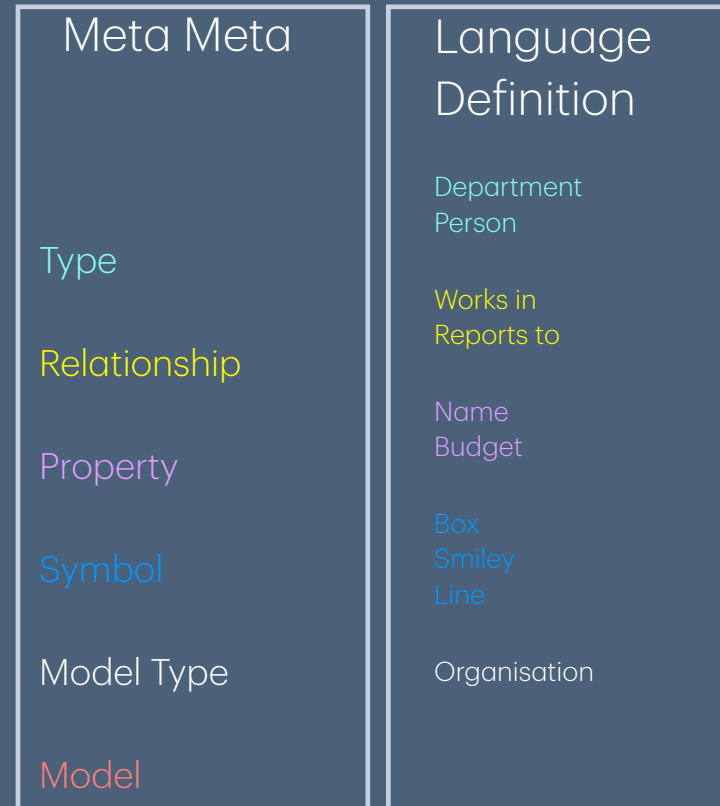 Meta Meta
Type
Relationship
Property
Symbol
Model Type
Model
Language
Definition
Department
Person
Works in
Reports to
Name
Budget
Box
Smiley
Line
Organisation